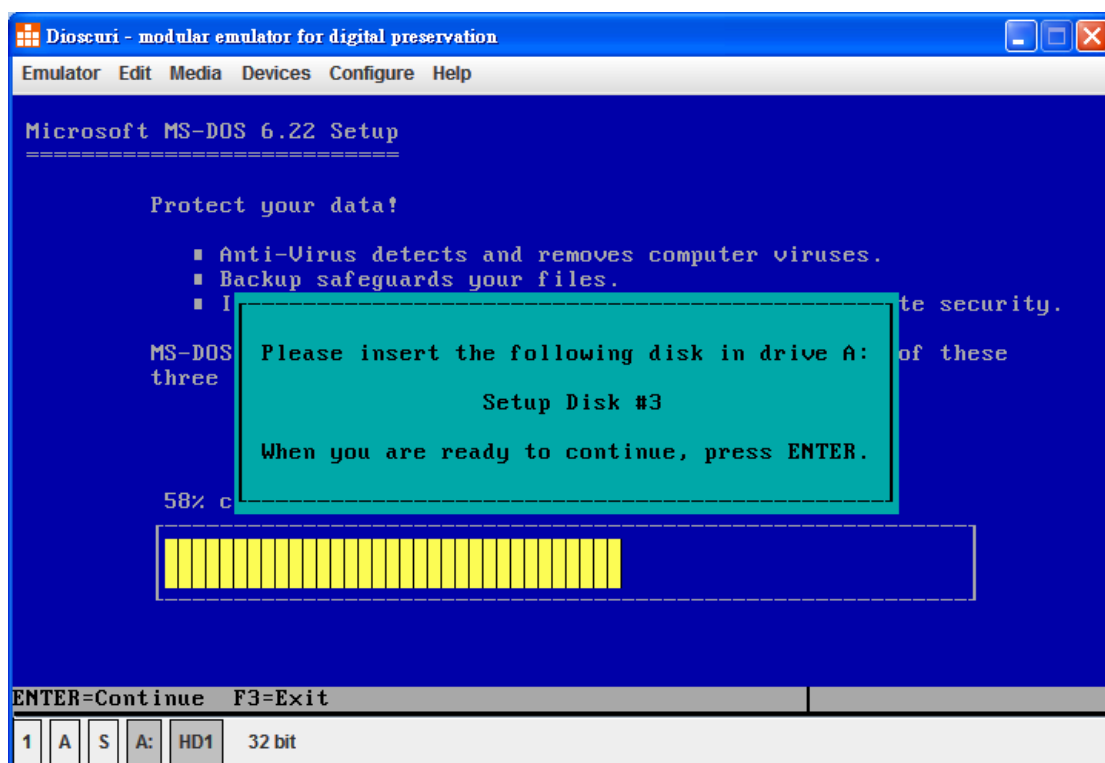 Dioscuri - modular emulator for digital preservation
Emulator Edit Media Devices Configure Help
Microsoft MS-DOS 6.22 Setup
===========================
Protect your data!
■ Anti-Virus detects and removes computer viruses.
■ Backup safeguards your files.
■ I te security.
MS-DOS of these
three
Please insert the following disk in drive A:
Setup Disk #3
When you are ready to continue, press ENTER.
58% c
ENTER=Continue F3=Exit
1 A S A: HD1 32 bit